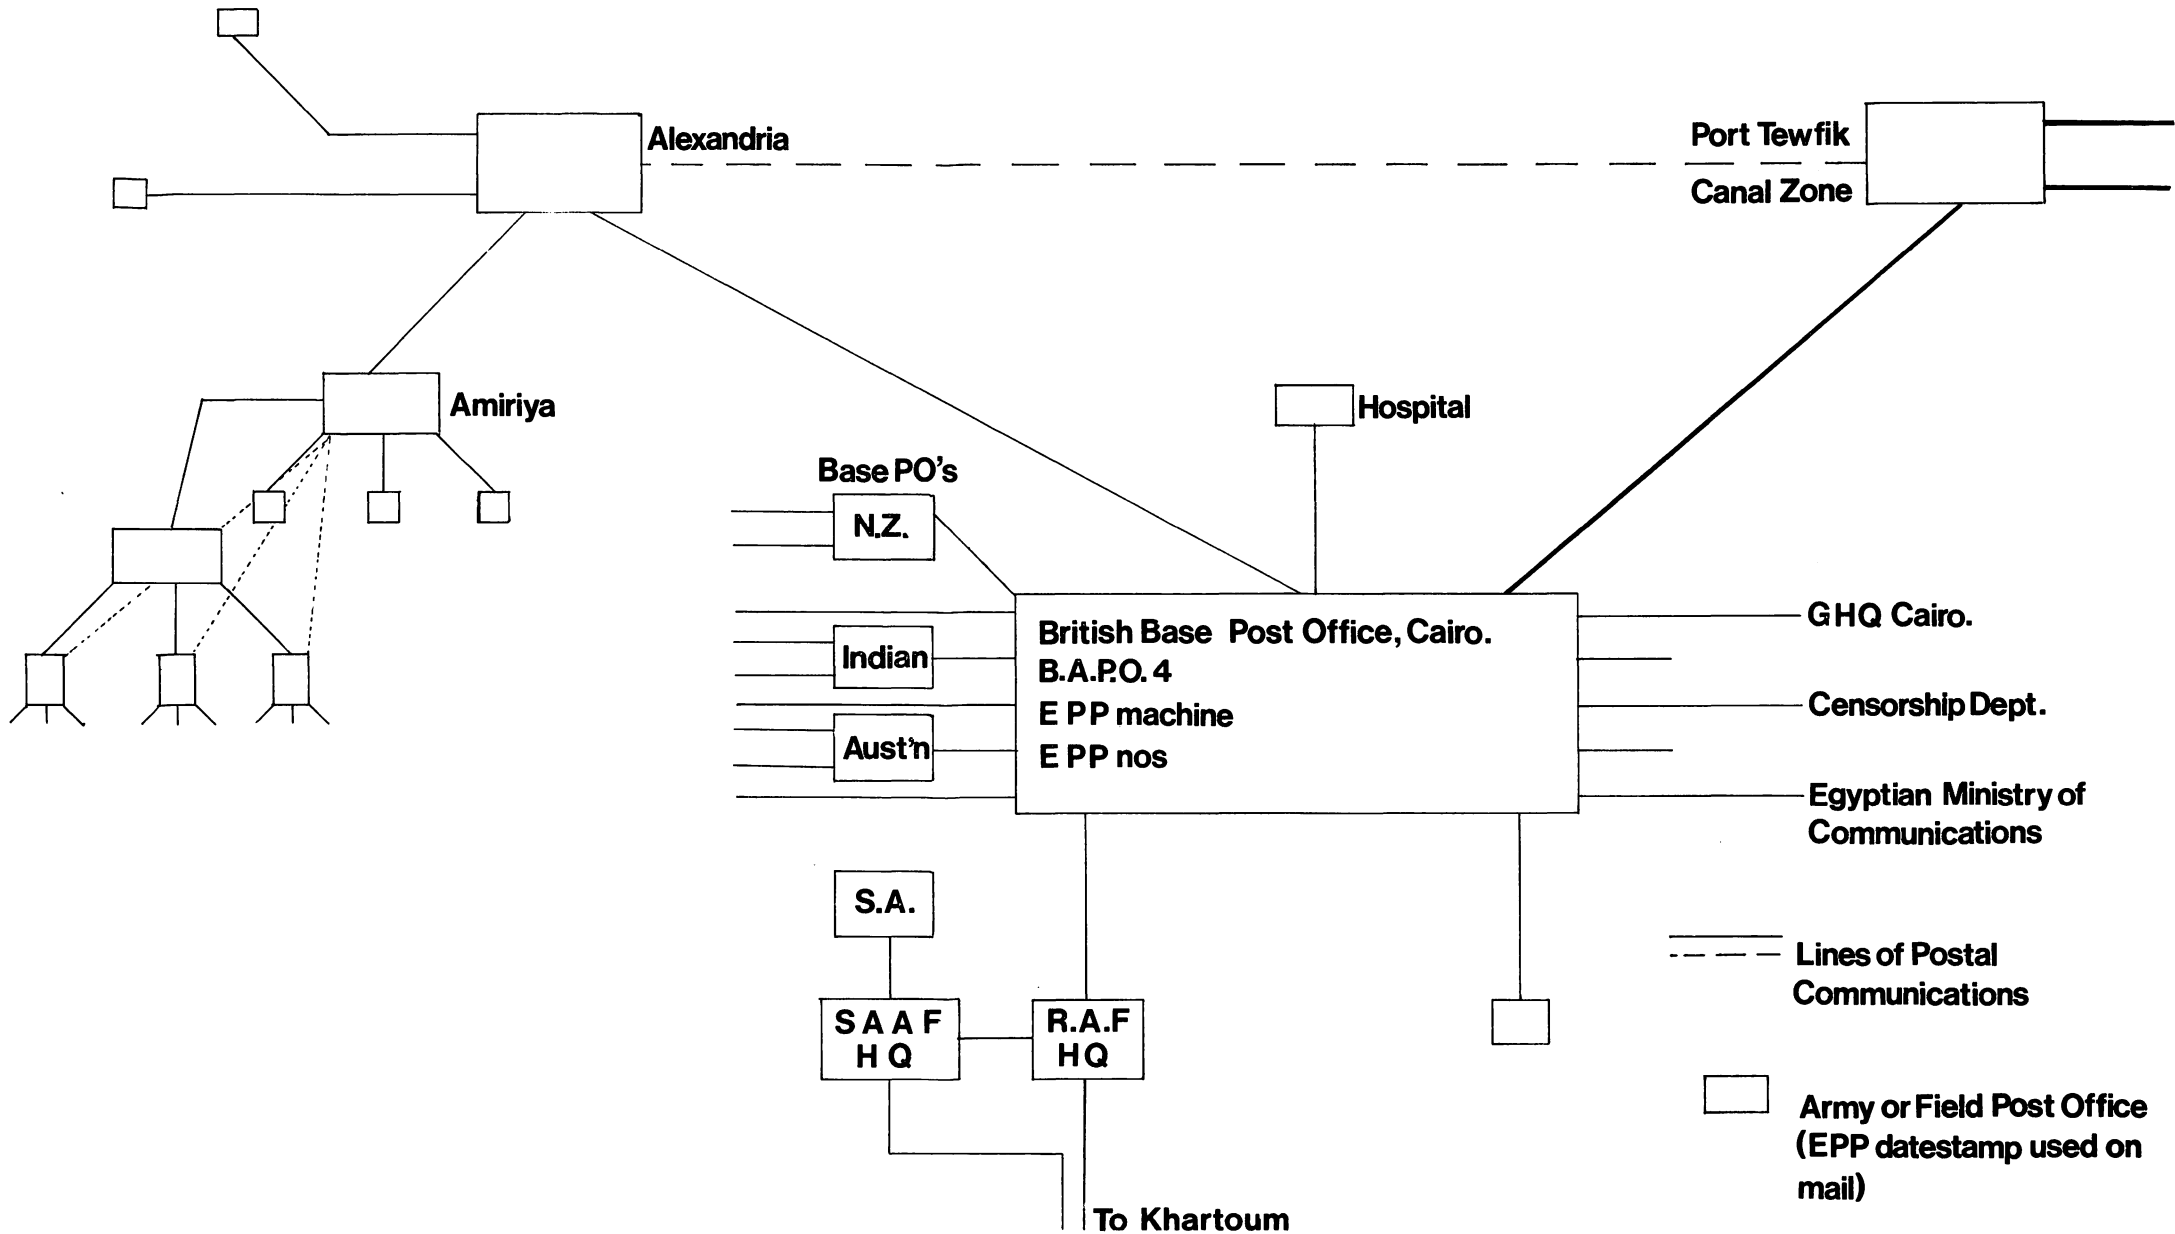 Alexandria
Port Tewfik
Canal Zone
Amiriya
Hospital
Base PO's
N.Z.
Indian
Aust'n
British Base Post Office, Cairo.
B.A.P.O. 4
E PP machine
E PP nos
GHQ Cairo.
Censorship Dept.
Egyptian Ministry of
Communications
S.A.
S A A F
H Q
R.A.F
HQ
To Khartoum
Lines of Postal
Communications
Army or Field Post Office
(EPP datestamp used on
mail)